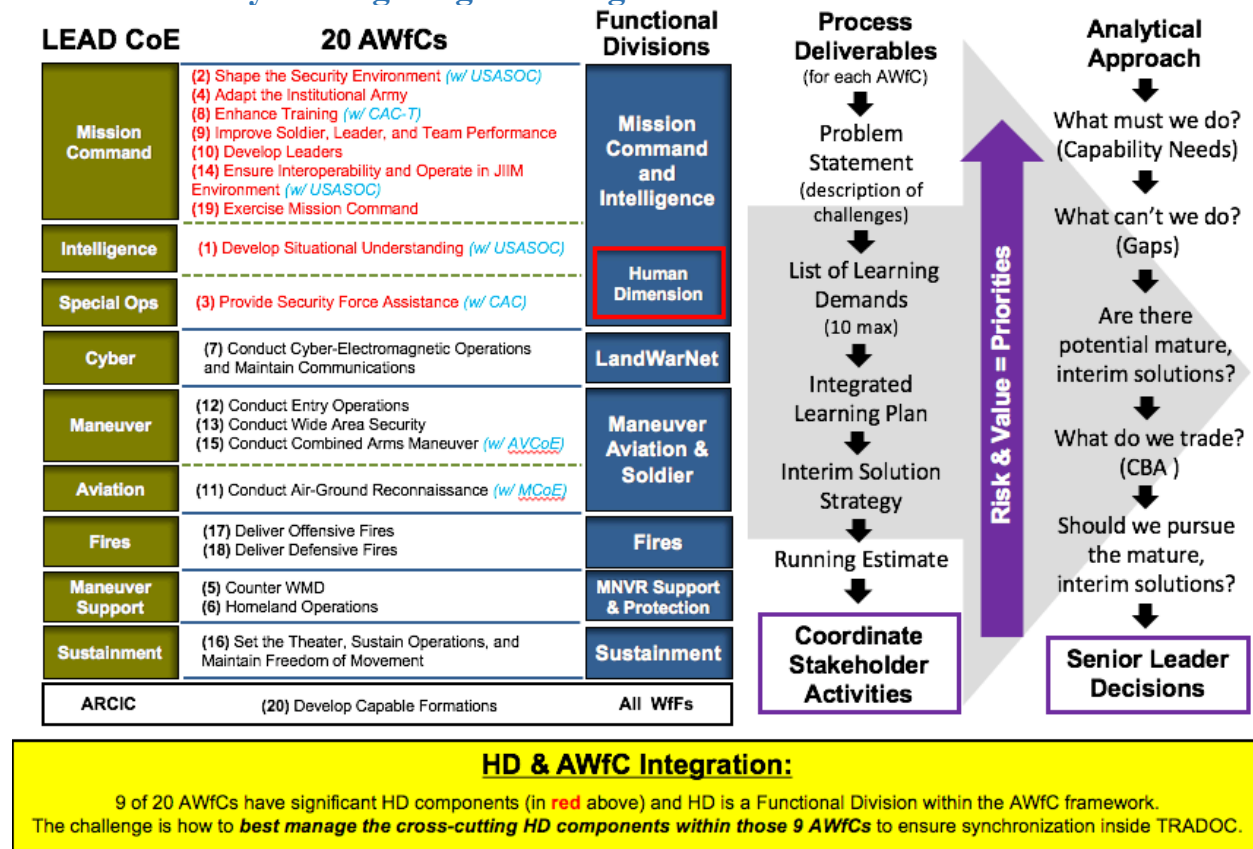 LEAD CoE
20 AWfCs
Functional
Divisions
Mission
Command
(2) Shape the Security Environment (w/ USASOC)
(4) Adapt the Institutional Army
(8) Enhance Training (w/ CAC-T)
(9) Improve Soldier, Leader, and Team Performance
(10) Develop Leaders
(14) Ensure Interoperability and Operate in JIIM
Environment (w/ USASOC)
(19) Exercise Mission Command
Mission
Command
and
Intelligence
Intelligence
(1) Develop Situational Understanding (w/ USASOC)
Human
Dimension
Special Ops
(3) Provide Security Force Assistance (w/ CAC)
Cyber
(7) Conduct Cyber-Electromagnetic Operations
and Maintain Communications
LandWarNet
Maneuver
(12) Conduct Entry Operations
(13) Conduct Wide Area Security
(15) Conduct Combined Arms Maneuver (w/ AVCoE)
Maneuver
Aviation &
Soldier
Aviation
(11) Conduct Air-Ground Reconnaissance (w/ MCoE)
Fires
(17) Deliver Offensive Fires
(18) Deliver Defensive Fires
Fires
Maneuver
Support
(5) Counter WMD
(6) Homeland Operations
MNVR Support
& Protection
Sustainment
(16) Set the Theater, Sustain Operations, and
Maintain Freedom of Movement
Sustainment
ARCIC
(20) Develop Capable Formations
All WfFs
Process
Deliverables
(for each AWfC)
Problem
Statement
(description of
challenges)
List of Learning
Demands
(10 max)
Integrated
Learning Plan
Interim Solution
Strategy
Running Estimate
Coordinate
Stakeholder
Activities
Risk & Value = Priorities
Analytical
Approach
What must we do?
(Capability Needs)
What can't we do?
(Gaps)
Are there
potential mature,
interim solutions?
What do we trade?
(CBA )
Should we pursue
the mature,
interim solutions?
Senior Leader
Decisions
HD & AWfC Integration:
9 of 20 AWfCs have significant HD components (in red above) and HD is a Functional Division within the AWfC framework.
The challenge is how to best manage the cross-cutting HD components within those 9 AWfCs to ensure synchronization inside TRADOC.